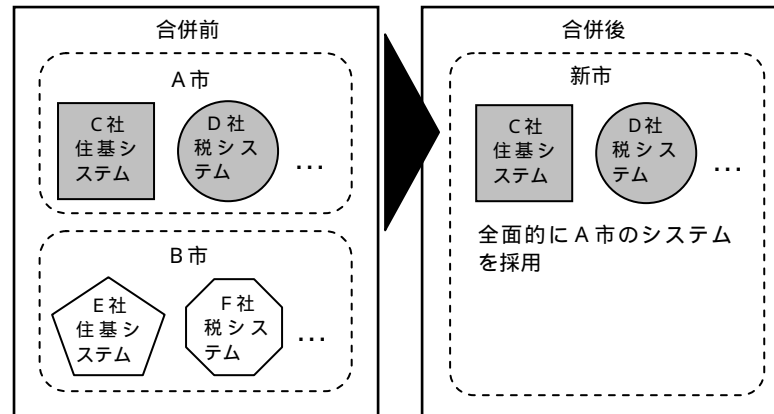 合併前
A市
C社
住基シ
ステム
D社
税シス
テム
...
B市
E社
住基シ
ステム
F社
税シス
テム
...
合併後
新市
C社
住基シ
ステム
D社
税シス
テム
...
全面的にA市のシステム
を採用